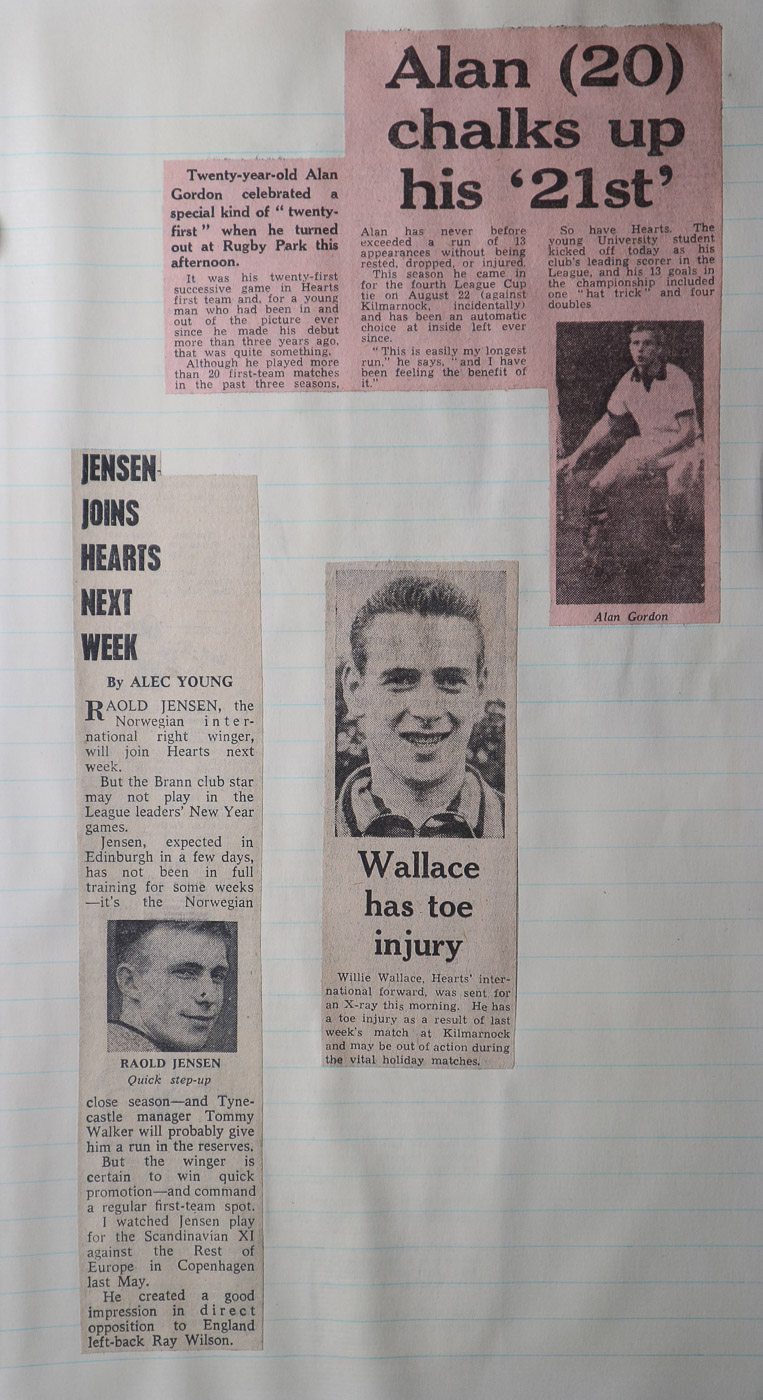 Alan (20)
chalks up
his ‘21st’
Twenty-year-old Alan
Gordon celebrated a
special kind of “ twenty-
first ” when he turned
out at Rugby Park this
afternoon.
It was his twenty-first
successive game in Hearts
first team and, for a young
man who had been in and
out of the picture ever
since he made his debut
more than three years ago,
that was quite something.
Although he played more
than 20 first-team matches
in the past three seasons,
Alan has never before
exceeded a run of 13
appearances without being
rested, dropped, or injured.
This season he came in
for the fourth League Cup
tie on August 22 (against
Kilmarnock, incidentally)
and has been an automatic
choice at inside left ever
since.
“ This is easily my longest
run,” he says, “and I have
been feeling the benefit of
it.”
So have Hearts. The
young University student
kicked off today as his
club's leading scorer in the
League, and his 13 goals in
the championship included
one “hat trick” and four
doubles
Alan Gordon
JENSEN
JOINS
HEARTS
NEXT
WEEK
By ALEC YOUNG
RAOLD JENSEN, the
Norwegian inter-
national right winger,
will join Hearts next
week.
But the Brann club star
may not play in the
League leaders' New Year
games.
Jensen, expected in
Edinburgh in a few days,
has not been in full
training for some weeks
—it's the Norwegian
RAOLD JENSEN
Quick step-up
close season—and Tyne-
castle manager Tommy
Walker will probably give
him a run in the reserves.
But the winger is
certain to win quick
promotion—and command
a regular first-team spot.
I watched Jensen play
for the Scandinavian XI
against the Rest of
Europe in Copenhagen
last May.
He created a good
impression in direct
opposition to England
left-back Ray Wilson.
Wallace
has toe
injury
Willie Wallace, Hearts' inter-
national forward, was sent for
an X-ray this morning. He has
a toe injury as a result of last
week's match at Kilmarnock
and may be out of action during
the vital holiday matches.